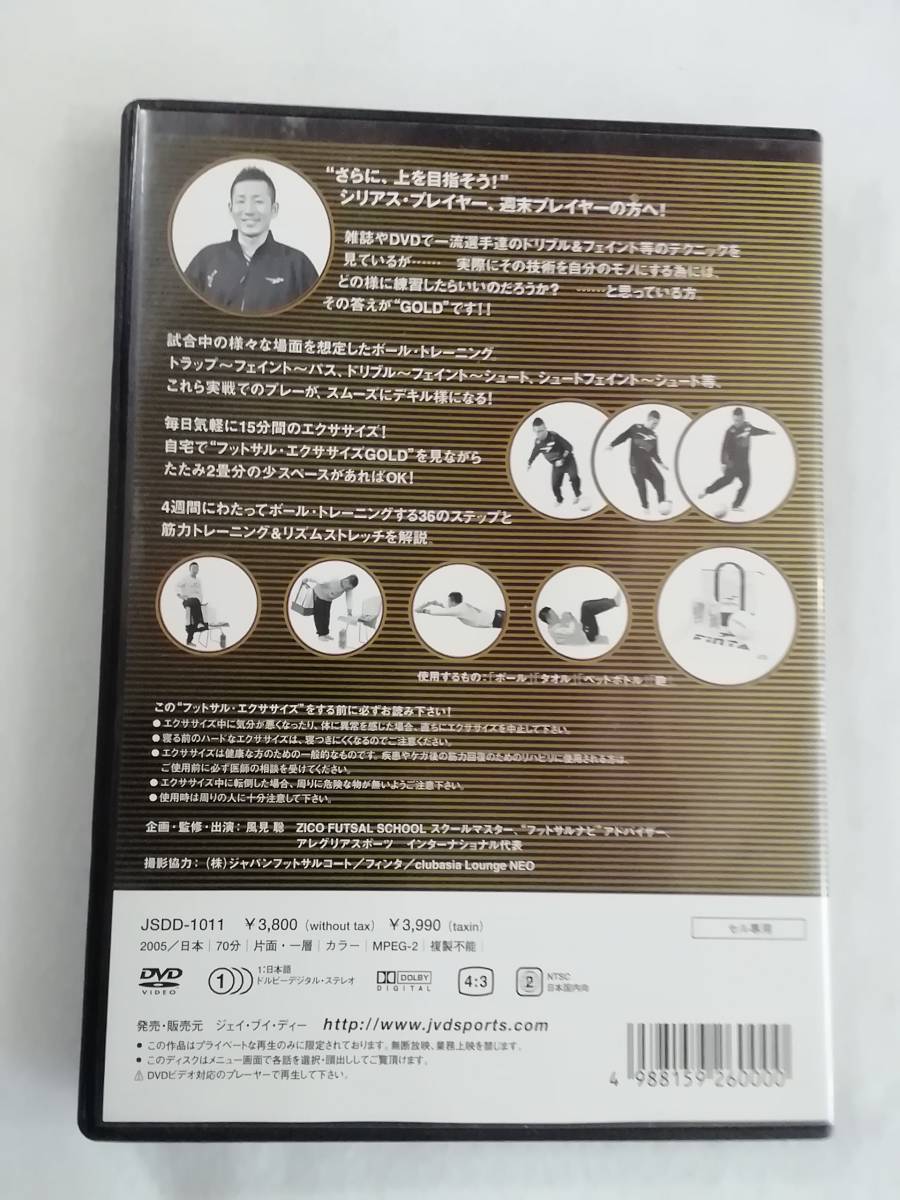 “さらに、上を目指そう！”
シリアス・プレイヤー、週末プレイヤーの方へ！
雑誌やDVDで一流選手達のドリブル&フェイント等のテクニックを
見ているが…… 実際にその技術を自分のモノにする為には、
どの様に練習したらいいのだろうか？ ……と思っている方、
その答えが“GOLD”です！！
試合中の様々な場面を想定したボール・トレーニング
トラップ〜フェイント〜パス、ドリブル〜フェイント〜シュート、シュートフェイント〜シュート等、
これら実戦でのプレーが、スムーズにデキル様になる！
毎日気軽に15分間のエクササイズ！
自宅で“フットサル・エクササイズGOLD”を見ながら
たたみ2畳分の少スペースがあればOK！
4週間にわたってボール・トレーニングする36のステップと
筋力トレーニング&リズムストレッチを解説。
FINTA
使用するもの：「ボール」「タオル」「ペットボトル」「鞄」
この“フットサル・エクササイズ”をする前に必ずお読み下さい！
●エクササイズ中に気分が悪くなったり、体に異常を感じた場合、直ちにエクササイズを中止して下さい。
●寝る前のハードなエクササイズは、寝つきにくくなるのでご注意ください。
●エクササイズは健康な方のための一般的なものです。疾患やケガ後の筋力回復のためのリハビリに使用される方は、
ご使用前に必ず医師の相談を受けてください。
●エクササイズ中に転倒した場合、周りに危険な物が無いようご注意下さい。
●使用時は周りの人に十分注意して下さい。
企画・監修・出演：風見 聡 ZICO FUTSAL SCHOOL スクールマスター、“フットサルナビ”アドバイザー、
アレグリアスポーツ インターナショナル代表
撮影協力：（株）ジャパンフットサルコート／フィンタ／clubasia Lounge NEO
JSDD-1011 ￥3,800 (without tax) ￥3,990 (taxin)
セル専用
2005／日本｜70分｜片面・一層｜カラー｜MPEG-2｜複製不能｜
DVD VIDEO
1
1：日本語
ドルビーデジタル・ステレオ
DOLBY DIGITAL
4:3
2
NTSC
日本国内向
発売・販売元 ジェイ・ブイ・ディー http://www.jvdsports.com
● この作品はプライベートな再生のみに限定されております。無断放映、業務上映を禁じます。
● このディスクはメニュー画面で各話を選択・頭出ししてご覧頂けます。
⚠ DVDビデオ対応のプレーヤーで再生して下さい。
4 988159 260000